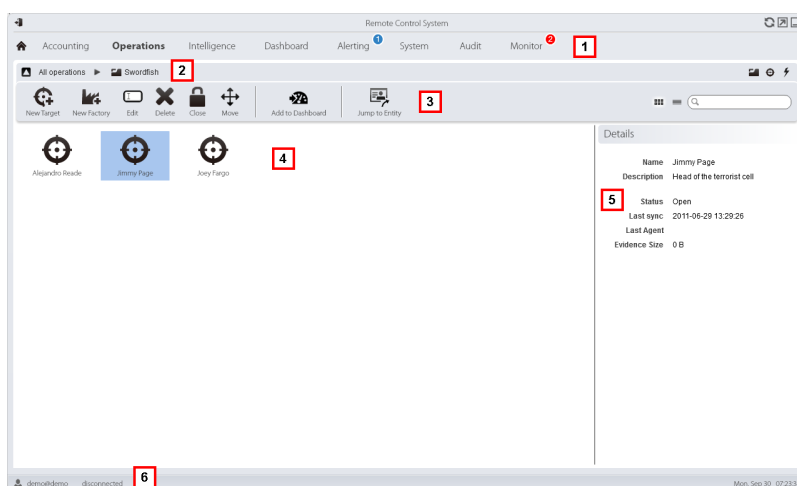 Remote Control System
Accounting Operations Intelligence Dashboard Alerting 1 System Audit Monitor 2 1
All operations Swordfish 2
New Target New Factory Edit Delete Close Move Add to Dashboard Jump to Entity 3
Details
Alejandro Reade Jimmy Page Joey Fargo 4
Name Jimmy Page
Description Head of the terrorist cell
5 Status Open
Last sync 2011-06-29 13:29:26
Last Agent
Evidence Size 0 B
demo@demo disconnected 6
Mon, Sep 30 07:23:3